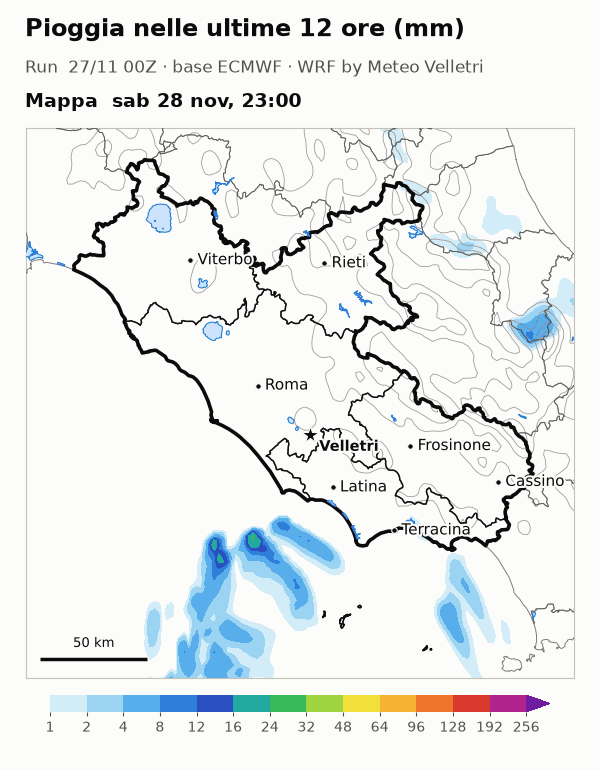 Pioggia nelle ultime 12 ore (mm)
Run  27/11 00Z · base ECMWF · WRF by Meteo Velletri
Mappa  sab 28 nov, 23:00
Viterbo
Rieti
Roma
Velletri
Frosinone
Latina
Cassino
Terracina
50 km
1 2 4 8 12 16 24 32 48 64 96 128 192 256